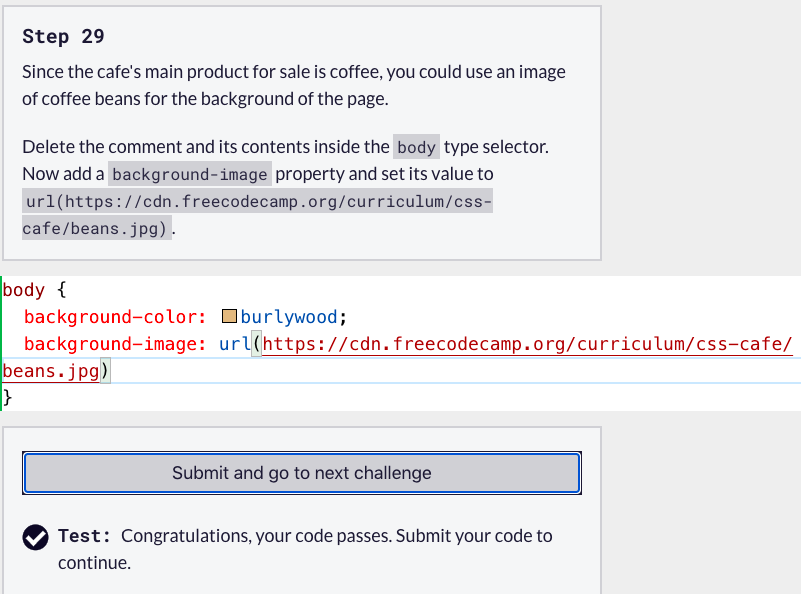 Step 29
Since the cafe's main product for sale is coffee, you could use an image
of coffee beans for the background of the page.
Delete the comment and its contents inside the body type selector.
Now add a background-image property and set its value to
url(https://cdn.freecodecamp.org/curriculum/css-
cafe/beans.jpg).
body {
  background-color: burlywood;
  background-image: url(https://cdn.freecodecamp.org/curriculum/css-cafe/
beans.jpg)
}
Submit and go to next challenge
Test: Congratulations, your code passes. Submit your code to
continue.